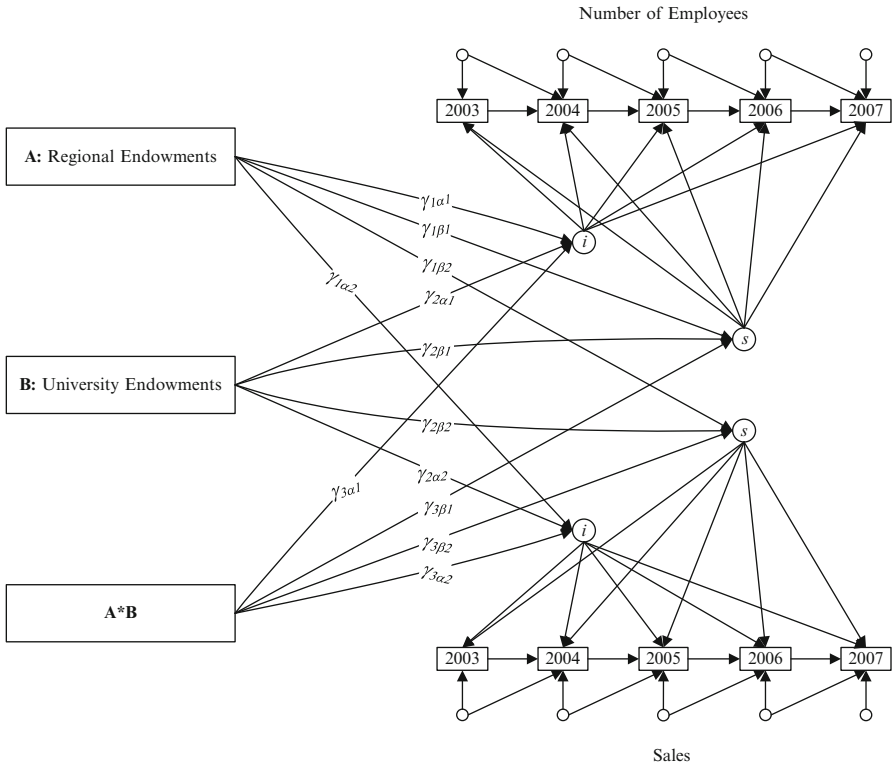 Number of Employees
2003 2004 2005 2006 2007
A: Regional Endowments
γ1α1
γ1β1
γ1β2
γ1α2
i
γ2α1
s
γ2β1
B: University Endowments
γ2β2
s
γ2α2
γ3α1
γ3β1
i
γ3β2
γ3α2
A*B
2003 2004 2005 2006 2007
Sales